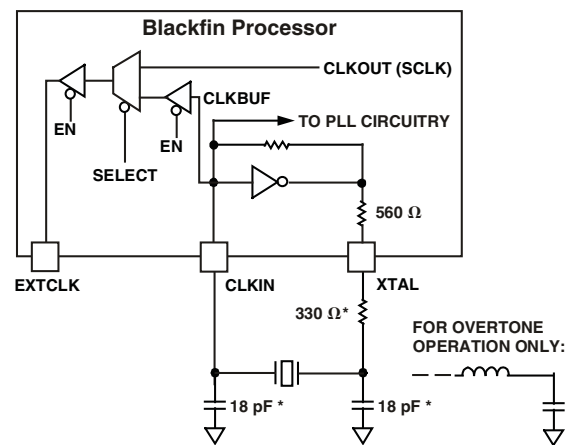 Blackfin Processor
CLKOUT (SCLK)
CLKBUF
TO PLL CIRCUITRY
EN
EN
SELECT
560 Ω
EXTCLK
CLKIN
XTAL
330 Ω*
FOR OVERTONE
OPERATION ONLY:
18 pF *
18 pF *